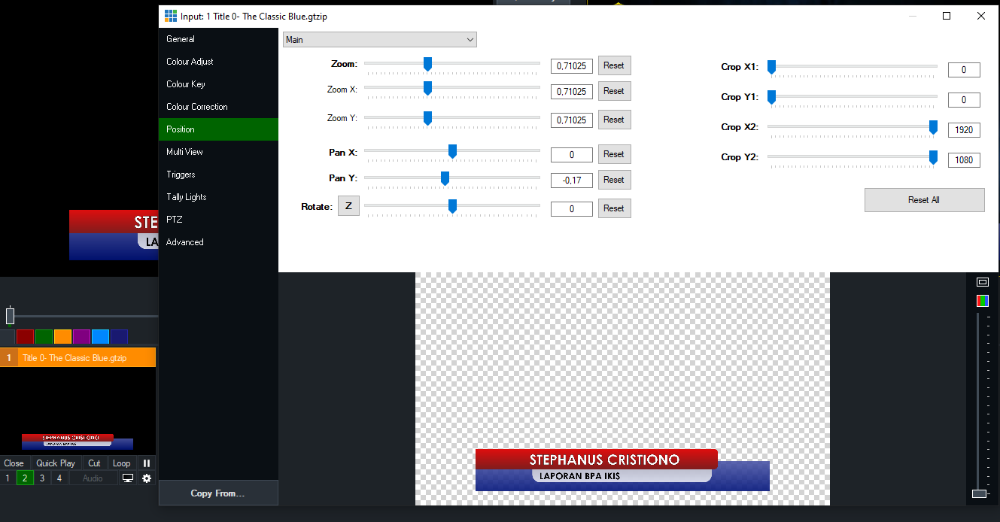 Input: 1 Title 0- The Classic Blue.gtzip
General
Colour Adjust
Colour Key
Colour Correction
Position
Multi View
Triggers
Tally Lights
PTZ
Advanced
Copy From...
Main
Zoom: 0,71025 Reset
Zoom X: 0,71025 Reset
Zoom Y: 0,71025 Reset
Pan X: 0 Reset
Pan Y: -0,17 Reset
Rotate: Z 0 Reset
Crop X1: 0
Crop Y1: 0
Crop X2: 1920
Crop Y2: 1080
Reset All
STE
LA
1 Title 0- The Classic Blue.gtzip
STEPHANUS CRISTIONO
LAPORAN BPA IKIS
Close Quick Play Cut Loop
1 2 3 4 Audio
STEPHANUS CRISTIONO
LAPORAN BPA IKIS